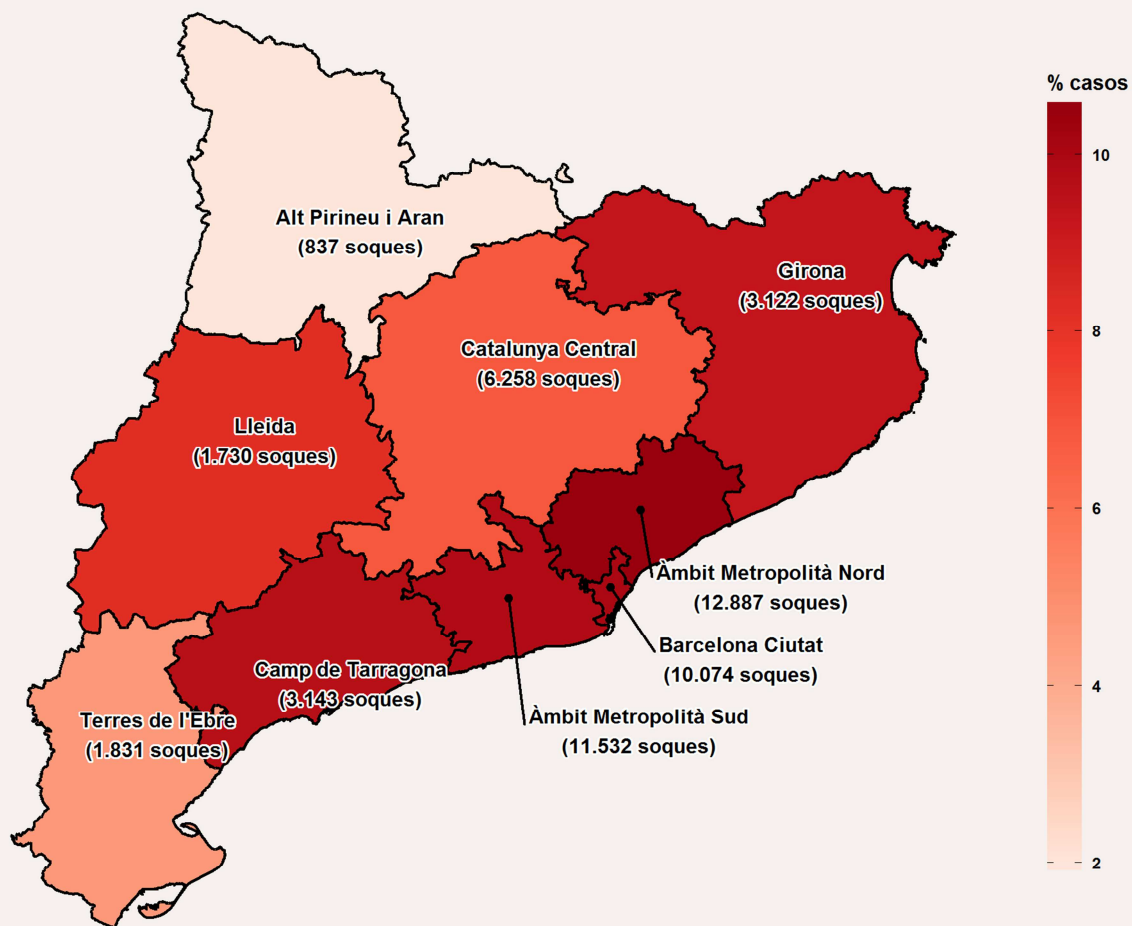 % casos
10
8
6
4
2
Alt Pirineu i Aran
(837 soques)
Girona
(3.122 soques)
Catalunya Central
(6.258 soques)
Lleida
(1.730 soques)
Àmbit Metropolità Nord
(12.887 soques)
Barcelona Ciutat
(10.074 soques)
Camp de Tarragona
(3.143 soques)
Àmbit Metropolità Sud
(11.532 soques)
Terres de l'Ebre
(1.831 soques)